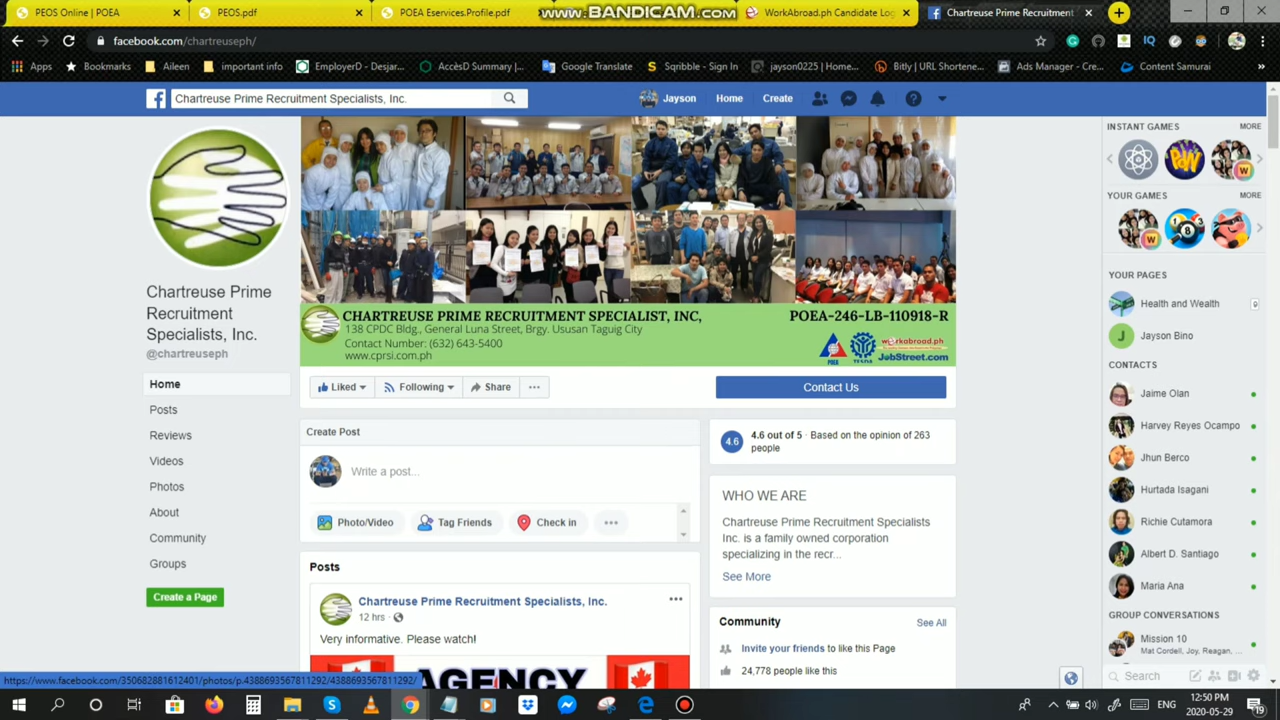 PEOS Online | POEA
PEOS.pdf
POEA Eservices.Profile.pdf
www.BANDICAM.com
WorkAbroad.ph Candidate Log
Chartreuse Prime Recruitment
facebook.com/chartreuseph/
Apps
Bookmarks
Aileen
important info
EmployerD - Desjar...
AccèsD Summary |...
Google Translate
Sqribble - Sign In
jayson0225 | Home...
Bitly | URL Shortene...
Ads Manager - Cre...
Content Samurai
Chartreuse Prime Recruitment Specialists, Inc.
Jayson
Home
Create
INSTANT GAMES
MORE
YOUR GAMES
MORE
YOUR PAGES
Health and Wealth
9
J
Jayson Bino
CONTACTS
Jaime Olan
Harvey Reyes Ocampo
Jhun Berco
Hurtada Isagani
Richie Cutamora
Albert D. Santiago
Maria Ana
GROUP CONVERSATIONS
Mission 10
Mat Cordell, Joy, Reagan, ...
Search
Chartreuse Prime
Recruitment
Specialists, Inc.
@chartreuseph
Home
Posts
Reviews
Videos
Photos
About
Community
Groups
Create a Page
CHARTREUSE PRIME RECRUITMENT SPECIALIST, INC,
POEA-246-LB-110918-R
138 CPDC Bldg., General Luna Street, Brgy. Ususan Taguig City
Contact Number: (632) 643-5400
www.cprsi.com.ph
workabroad.ph
TESDA
JobStreet.com
Liked
Following
Share
Contact Us
Create Post
Write a post...
Photo/Video
Tag Friends
Check in
Posts
Chartreuse Prime Recruitment Specialists, Inc.
12 hrs ·
Very informative. Please watch!
AGENCY
4.6
4.6 out of 5 · Based on the opinion of 263
people
WHO WE ARE
Chartreuse Prime Recruitment Specialists
Inc. is a family owned corporation
specializing in the recr...
See More
Community
See All
Invite your friends to like this Page
24,778 people like this
https://www.facebook.com/350682881612401/photos/p.4388693567811292/4388693567811292/
ENG
12:50 PM
2020-05-29
19